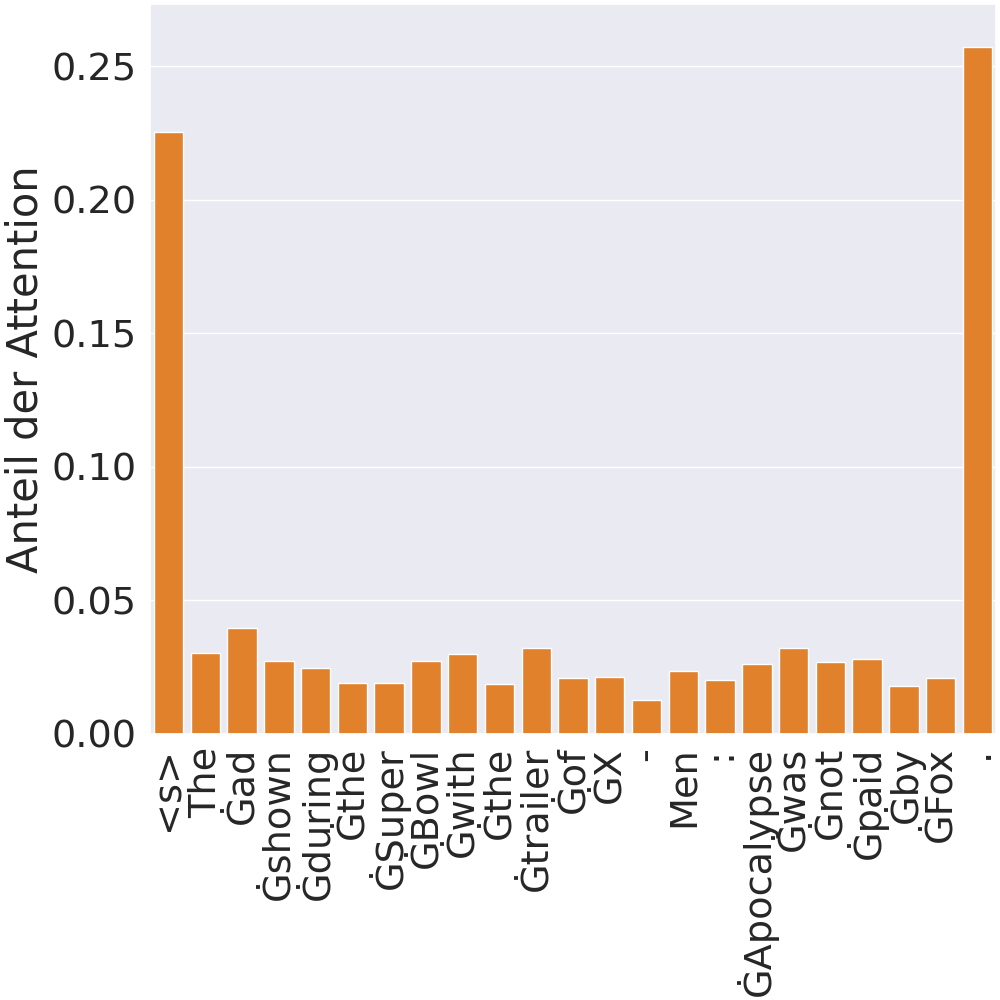 Anteil der Attention
0.25
0.20
0.15
0.10
0.05
0.00
<s>
The
Ġad
Ġshown
Ġduring
Ġthe
ĠSuper
ĠBowl
Ġwith
Ġthe
Ġtrailer
Ġof
ĠX
-
Men
:
ĠApocalypse
Ġwas
Ġnot
Ġpaid
Ġby
ĠFox
.